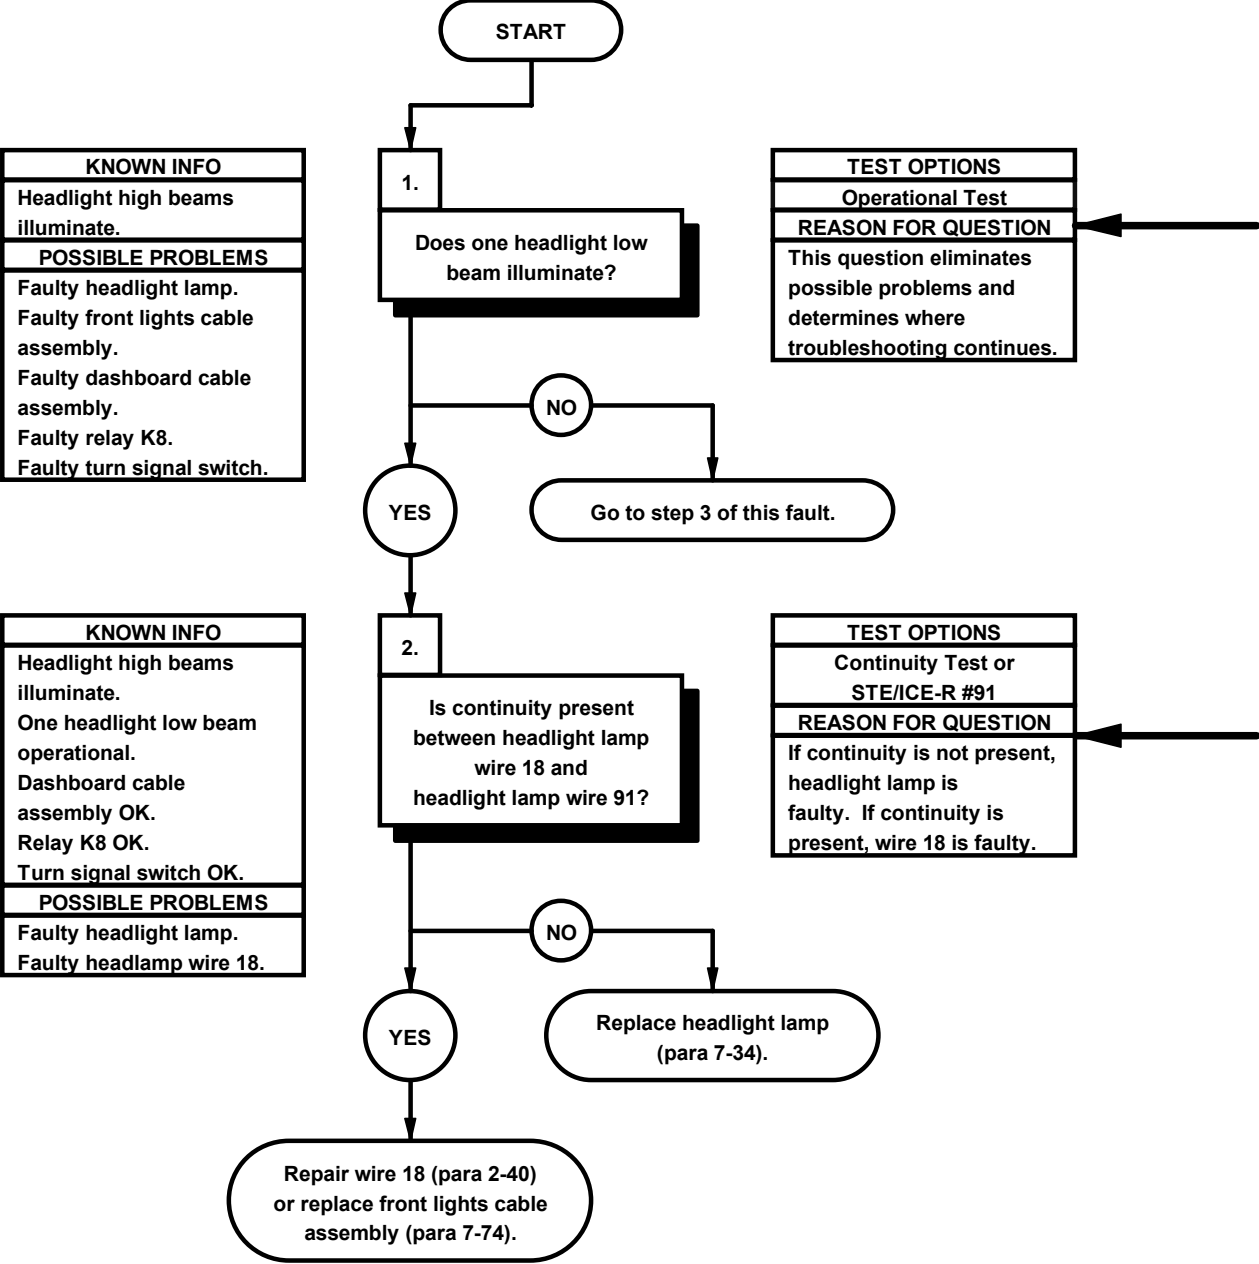 START
KNOWN INFO
Headlight high beams
illuminate.
POSSIBLE PROBLEMS
Faulty headlight lamp.
Faulty front lights cable
assembly.
Faulty dashboard cable
assembly.
Faulty relay K8.
Faulty turn signal switch.
1.
Does one headlight low
beam illuminate?
TEST OPTIONS
Operational Test
REASON FOR QUESTION
This question eliminates
possible problems and
determines where
troubleshooting continues.
NO
YES
Go to step 3 of this fault.
KNOWN INFO
Headlight high beams
illuminate.
One headlight low beam
operational.
Dashboard cable
assembly OK.
Relay K8 OK.
Turn signal switch OK.
POSSIBLE PROBLEMS
Faulty headlight lamp.
Faulty headlamp wire 18.
2.
Is continuity present
between headlight lamp
wire 18 and
headlight lamp wire 91?
TEST OPTIONS
Continuity Test or
STE/ICE-R #91
REASON FOR QUESTION
If continuity is not present,
headlight lamp is
faulty.  If continuity is
present, wire 18 is faulty.
NO
YES
Replace headlight lamp
(para 7-34).
Repair wire 18 (para 2-40)
or replace front lights cable
assembly (para 7-74).